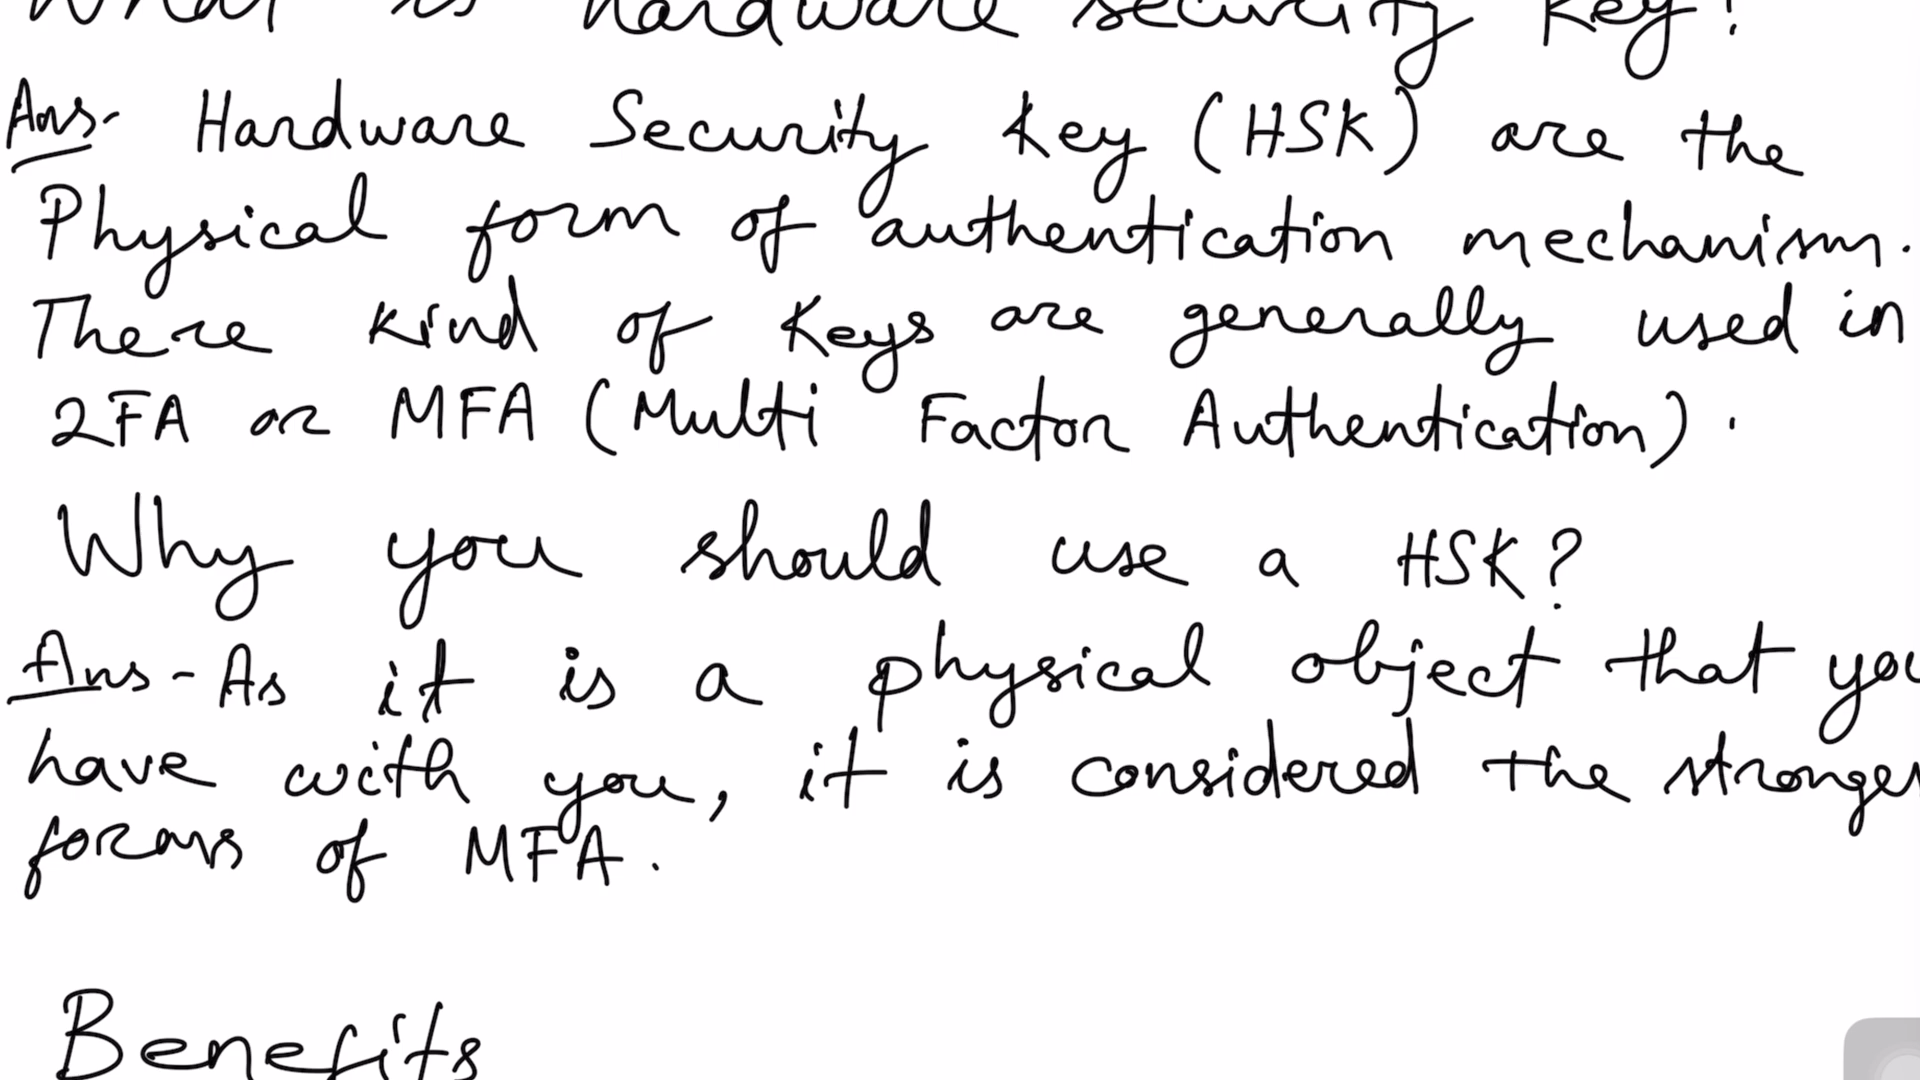 What is hardware security key?
Ans- Hardware Security Key (HSK) are the
Physical form of authentication mechanism.
There kind of Keys are generally used in
2FA or MFA (Multi Factor Authentication).
Why you should use a HSK?
Ans - As it is a physical object that you
have with you, it is considered the stronges
forms of MFA.
Benefits